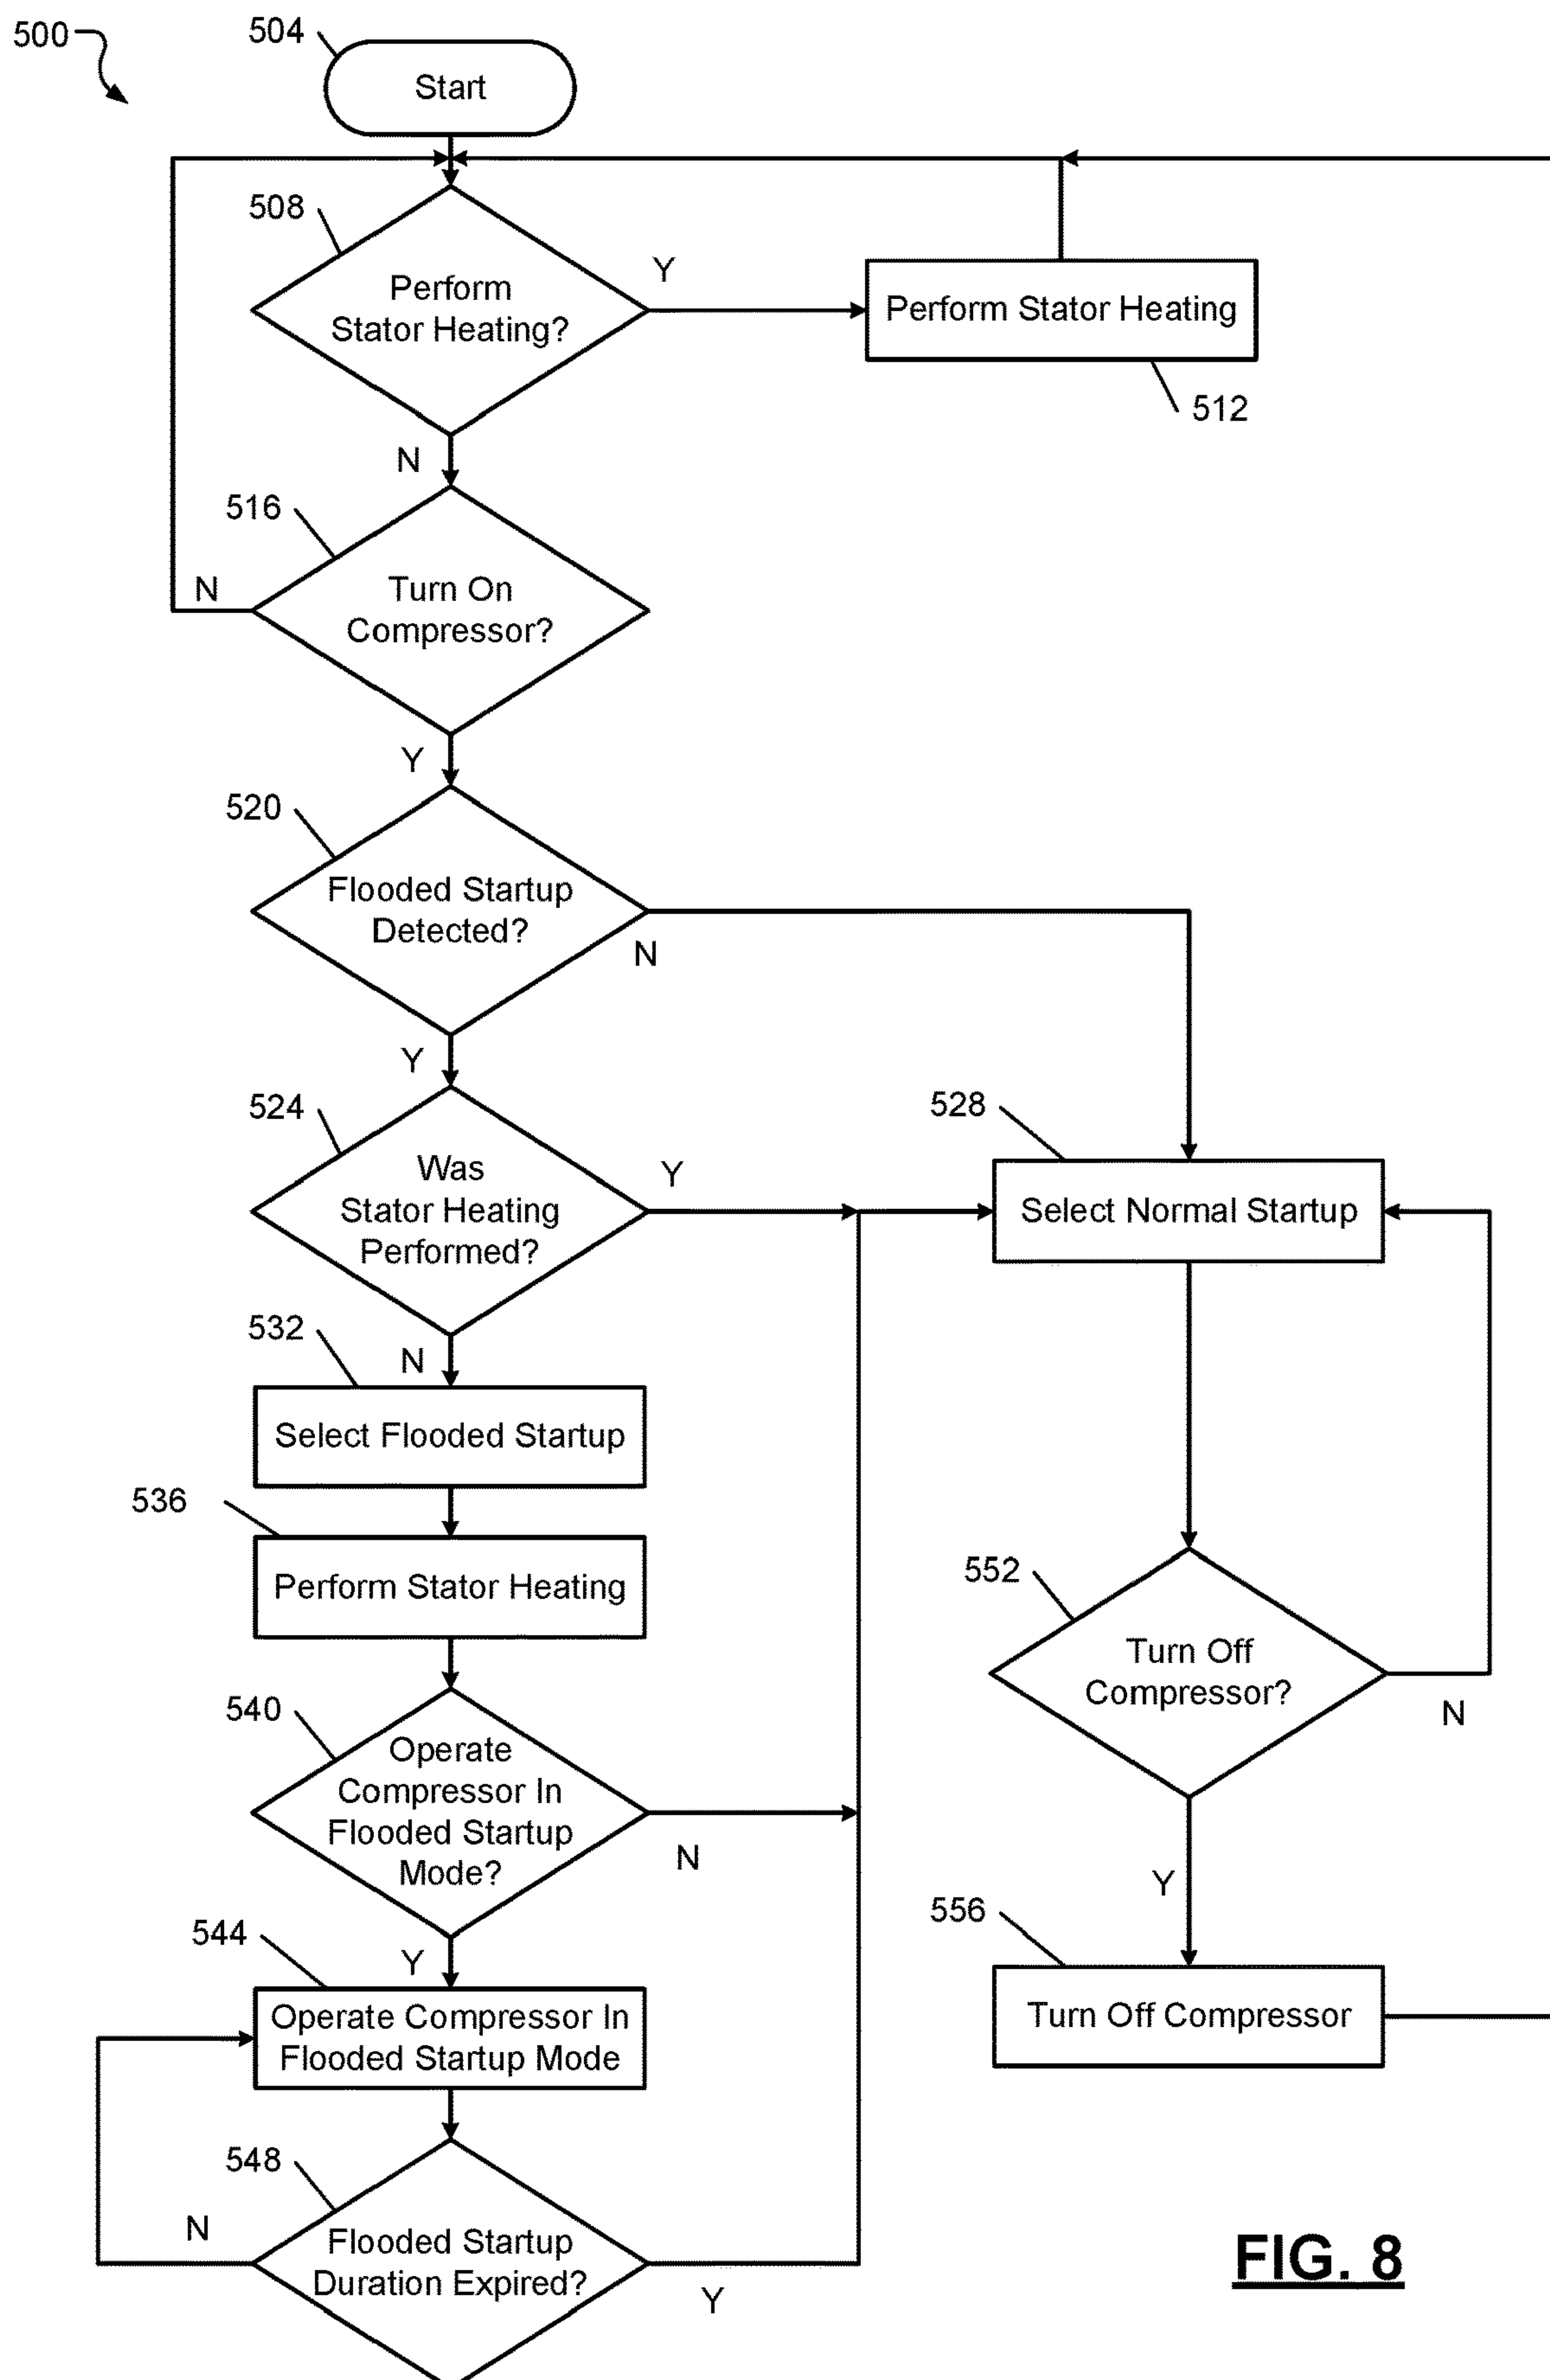 500
504
Start
508
Perform
Stator Heating?
Y
Perform Stator Heating
512
N
516
Turn On
Compressor?
N
Y
520
Flooded Startup
Detected?
N
Y
524
Was
Stator Heating
Performed?
Y
528
Select Normal Startup
N
532
Select Flooded Startup
536
Perform Stator Heating
540
Operate
Compressor In
Flooded Startup
Mode?
N
552
Turn Off
Compressor?
N
Y
544
Operate Compressor In
Flooded Startup Mode
Y
556
Turn Off Compressor
548
Flooded Startup
Duration Expired?
N
Y
FIG. 8